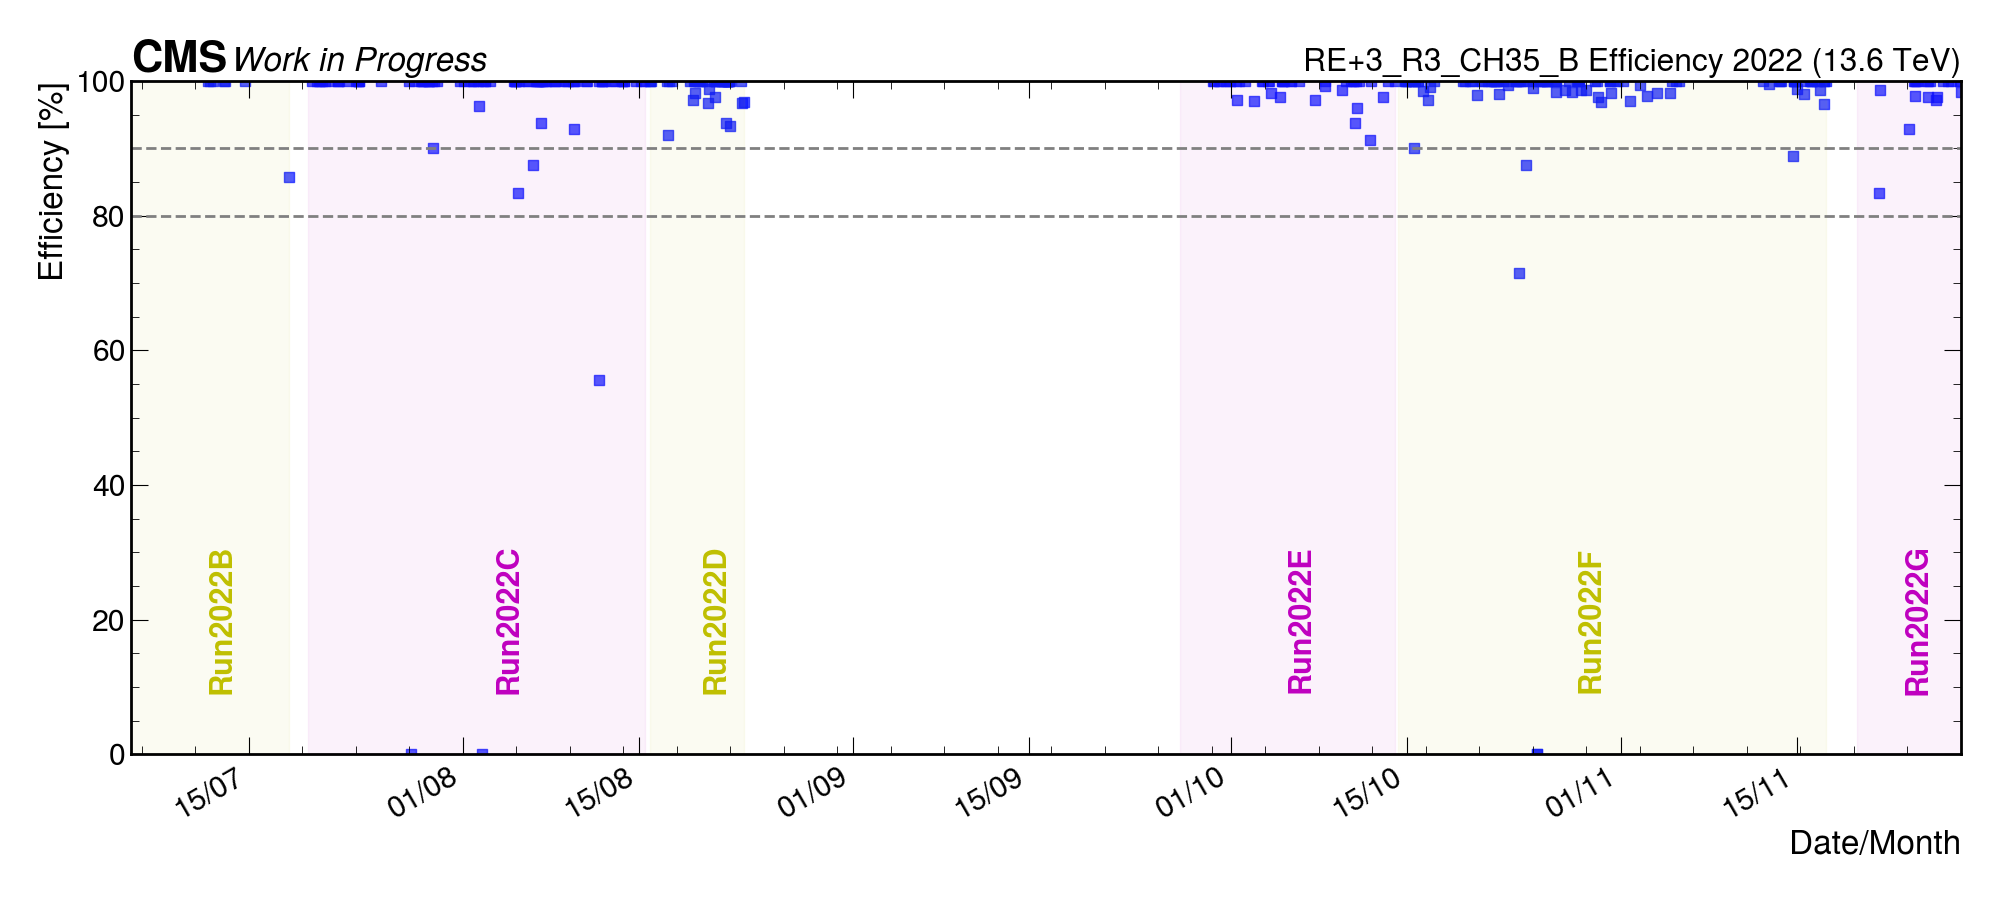 CMS Work in Progress
RE+3_R3_CH35_B Efficiency 2022 (13.6 TeV)
Efficiency [%]
100
80
60
40
20
0
Run2022B
Run2022C
Run2022D
Run2022E
Run2022F
Run2022G
15/07
01/08
15/08
01/09
15/09
01/10
15/10
01/11
15/11
Date/Month